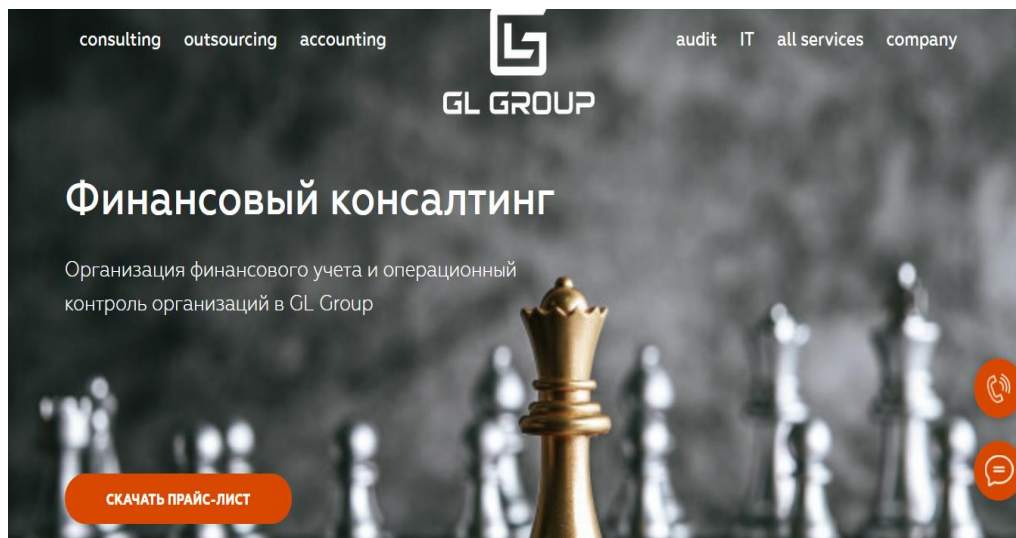 consulting outsourcing accounting
audit IT all services company
GL GROUP
Финансовый консалтинг
Организация финансового учета и операционный
контроль организаций в GL Group
СКАЧАТЬ ПРАЙС-ЛИСТ